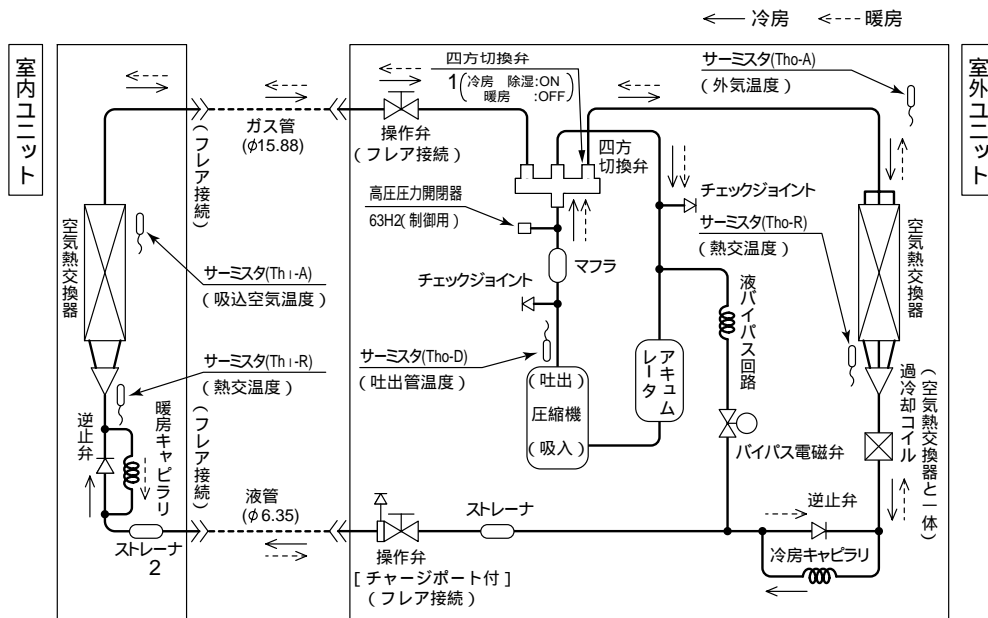 冷房
暖房
室内ユニット
室外ユニット
四方切換弁
1(冷房 除湿:ON
暖房 :OFF)
サーミスタ(Tho-A)
(外気温度)
ガス管
(φ15.88)
(フレア接続)
操作弁
(フレア接続)
四方
切換弁
高圧圧力開閉器
63H2(制御用)
チェックジョイント
サーミスタ(Tho-R)
(熱交温度)
空気熱交換器
空気熱交換器
サーミスタ(ThI-A)
(吸込空気温度)
マフラ
チェックジョイント
液バイパス回路
サーミスタ(ThI-R)
(熱交温度)
サーミスタ(Tho-D)
(吐出管温度)
アキュム
レータ
(吐出)
圧縮機
(吸入)
過冷却コイル
(空気熱交換器と一体)
逆止弁
暖房キャピラリ
(フレア接続)
バイパス電磁弁
液管
(φ6.35)
ストレーナ
2
操作弁
[チャージポート付]
(フレア接続)
ストレーナ
逆止弁
冷房キャピラリ